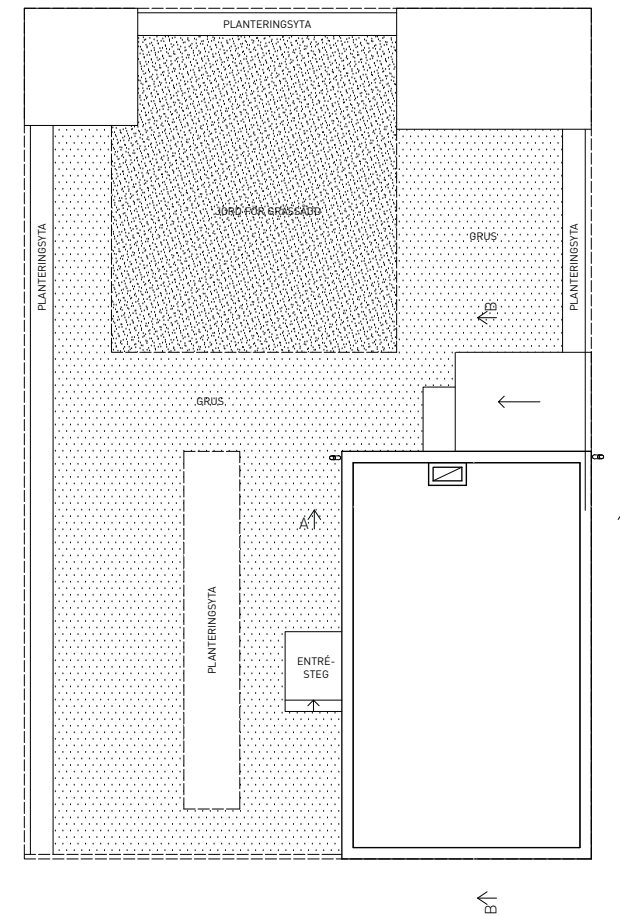 PLANTERINGSYTA
JORD FÖR GRÄSSÅDD
PLANTERINGSYTA
GRUS
PLANTERINGSYTA
B
GRUS
A
PLANTERINGSYTA
ENTRÉ-
STEG
B